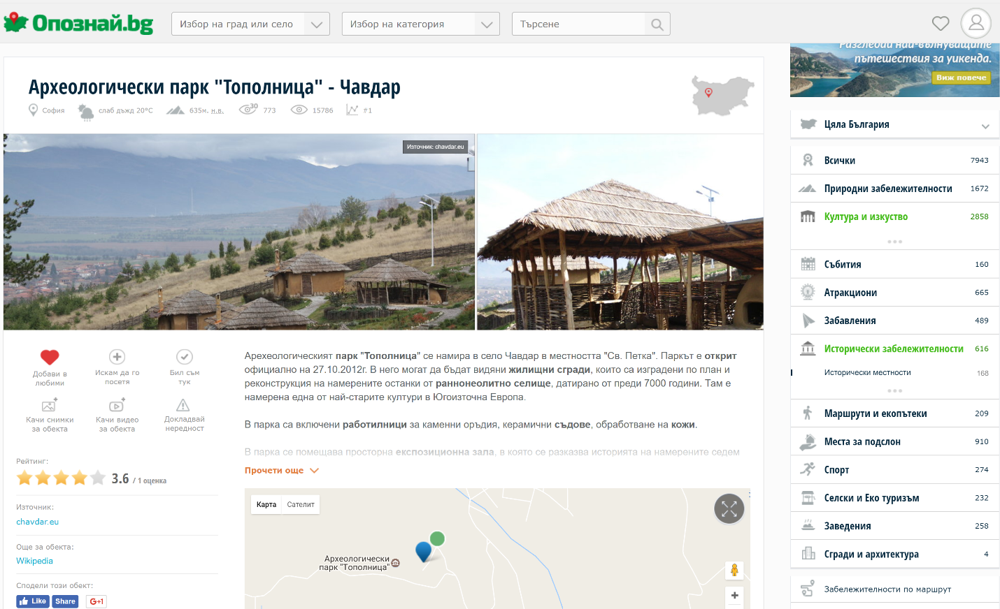 Опознай.bg
Избор на град или село
Избор на категория
Търсене
Разгледай най-вълнуващите
пътешествия за уикенда.
Виж повече
Археологически парк "Тополница" - Чавдар
София
слаб дъжд 20°C
635м. н.в.
30
773
15786
#1
Източник: chavdar.eu
Добави в
любими
Искам да го
посетя
Бил съм
тук
Качи снимки
за обекта
Качи видео
за обекта
Докладвай
нередност
Рейтинг:
3.6 / 1 оценка
Източник:
chavdar.eu
Още за обекта:
Wikipedia
Сподели този обект:
Like
Share
G+1
Археологическият парк "Тополница" се намира в село Чавдар в местността "Св. Петка". Паркът е открит
официално на 27.10.2012г. В него могат да бъдат видяни жилищни сгради, които са изградени по план и
реконструкция на намерените останки от раннонеолитно селище, датирано от преди 7000 години. Там е
намерена една от най-старите култури в Югоизточна Европа.
В парка са включени работилници за каменни оръдия, керамични съдове, обработване на кожи.
В парка се помещава просторна експозиционна зала, в която се разказва историята на намерените седем
Прочети още
Карта
Сателит
Археологически
парк "Тополница"
+
Цяла България
Всички 7943
Природни забележителности 1672
Култура и изкуство 2858
Събития 160
Атракциони 665
Забавления 489
Исторически забележителности 616
Исторически местности 168
Маршрути и екопътеки 209
Места за подслон 910
Спорт 274
Селски и Еко туризъм 232
Заведения 258
Сгради и архитектура 4
Забележителности по маршрут